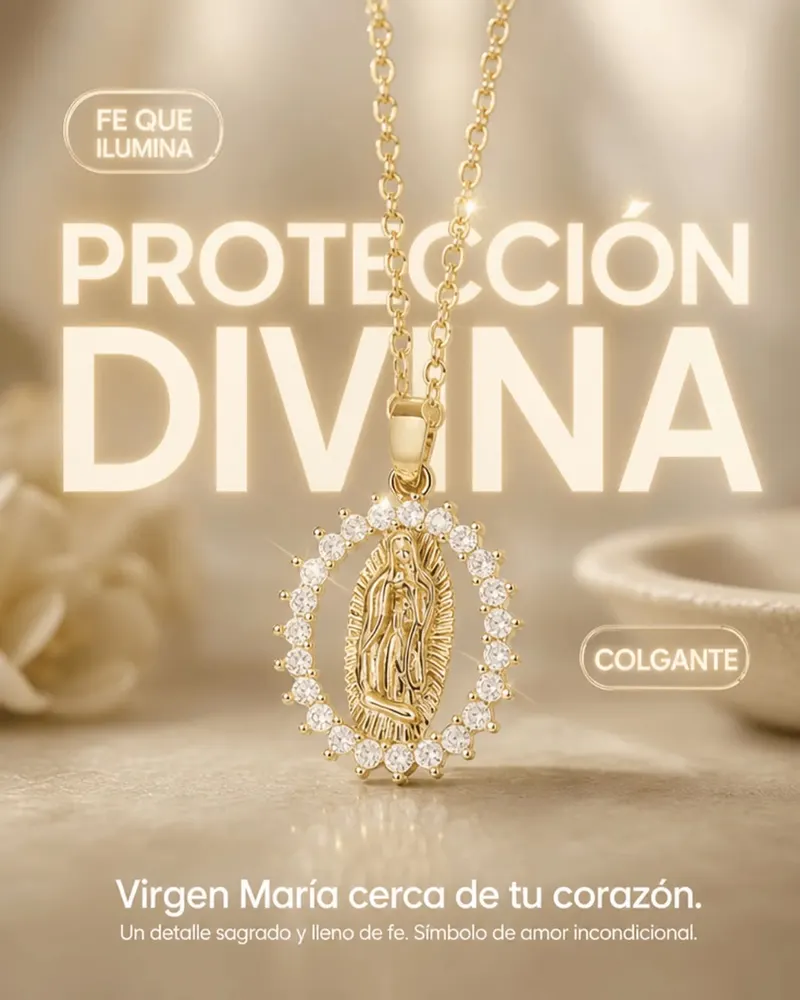 FE QUE
ILUMINA
PROTECCIÓN
DIVINA
COLGANTE
Virgen María cerca de tu corazón.
Un detalle sagrado y lleno de fe. Símbolo de amor incondicional.